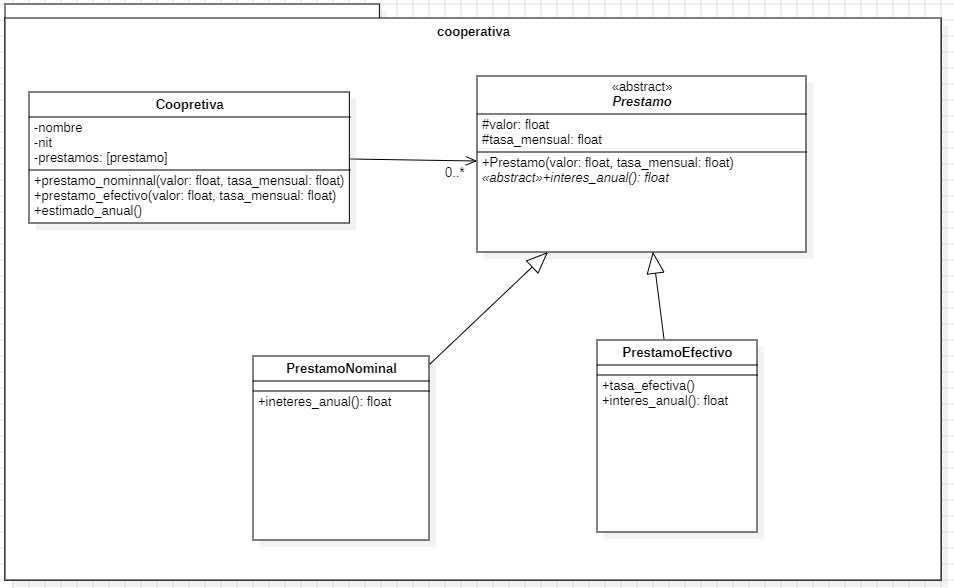 cooperativa
Coopretiva
-nombre
-nit
-prestamos: [prestamo]
+prestamo_nominnal(valor: float, tasa_mensual: float)
+prestamo_efectivo(valor: float, tasa_mensual: float)
+estimado_anual()
0..*
«abstract»
Prestamo
#valor: float
#tasa_mensual: float
+Prestamo(valor: float, tasa_mensual: float)
«abstract»+interes_anual(): float
PrestamoNominal
+ineteres_anual(): float
PrestamoEfectivo
+tasa_efectiva()
+interes_anual(): float